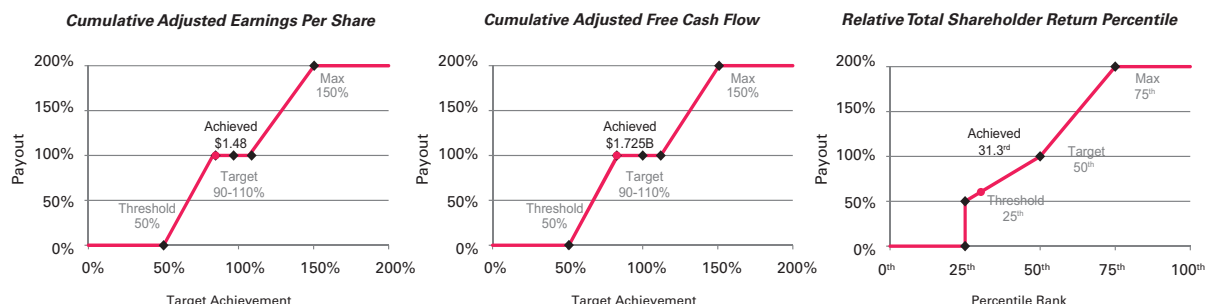 Cumulative Adjusted Earnings Per Share
200%
150%
100%
50%
0%
Payout
Max
150%
Achieved
$1.48
Target
90-110%
Threshold
50%
0%
50%
100%
150%
200%
Target Achievement
Cumulative Adjusted Free Cash Flow
200%
150%
100%
50%
0%
Payout
Max
150%
Achieved
$1.725B
Target
90-110%
Threshold
50%
0%
50%
100%
150%
200%
Target Achievement
Relative Total Shareholder Return Percentile
200%
150%
100%
50%
0%
Payout
Max
75th
Achieved
31.3rd
Target
50th
Threshold
25th
0th
25th
50th
75th
100th
Percentile Rank